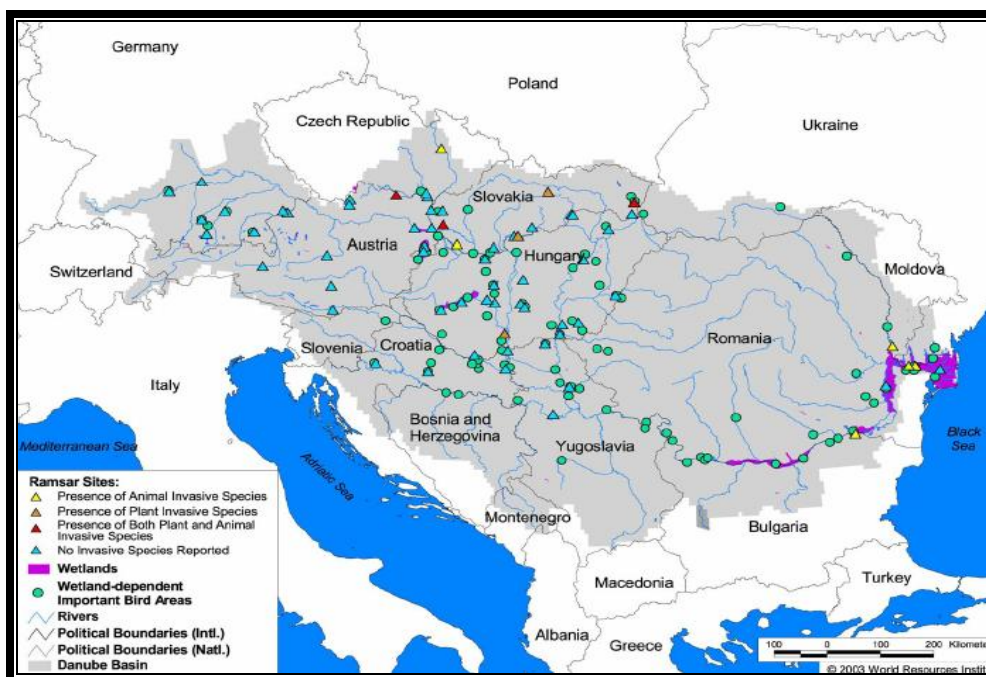 Germany
Poland
Czech Republic
Ukraine
Slovakia
Austria
Hungary
Moldova
Switzerland
Romania
Slovenia
Croatia
Italy
Bosnia and
Herzegovina
Yugoslavia
Mediterranean Sea
Adriatic Sea
Black
Sea
Montenegro
Bulgaria
Macedonia
Turkey
Albania
Greece
Ramsar Sites:
Presence of Animal Invasive Species
Presence of Plant Invasive Species
Presence of Both Plant and Animal
Invasive Species
No Invasive Species Reported
Wetlands
Wetland-dependent
Important Bird Areas
Rivers
Political Boundaries (Intl.)
Political Boundaries (Natl.)
Danube Basin
100 0 100 200 Kilomete
© 2003 World Resources Instit